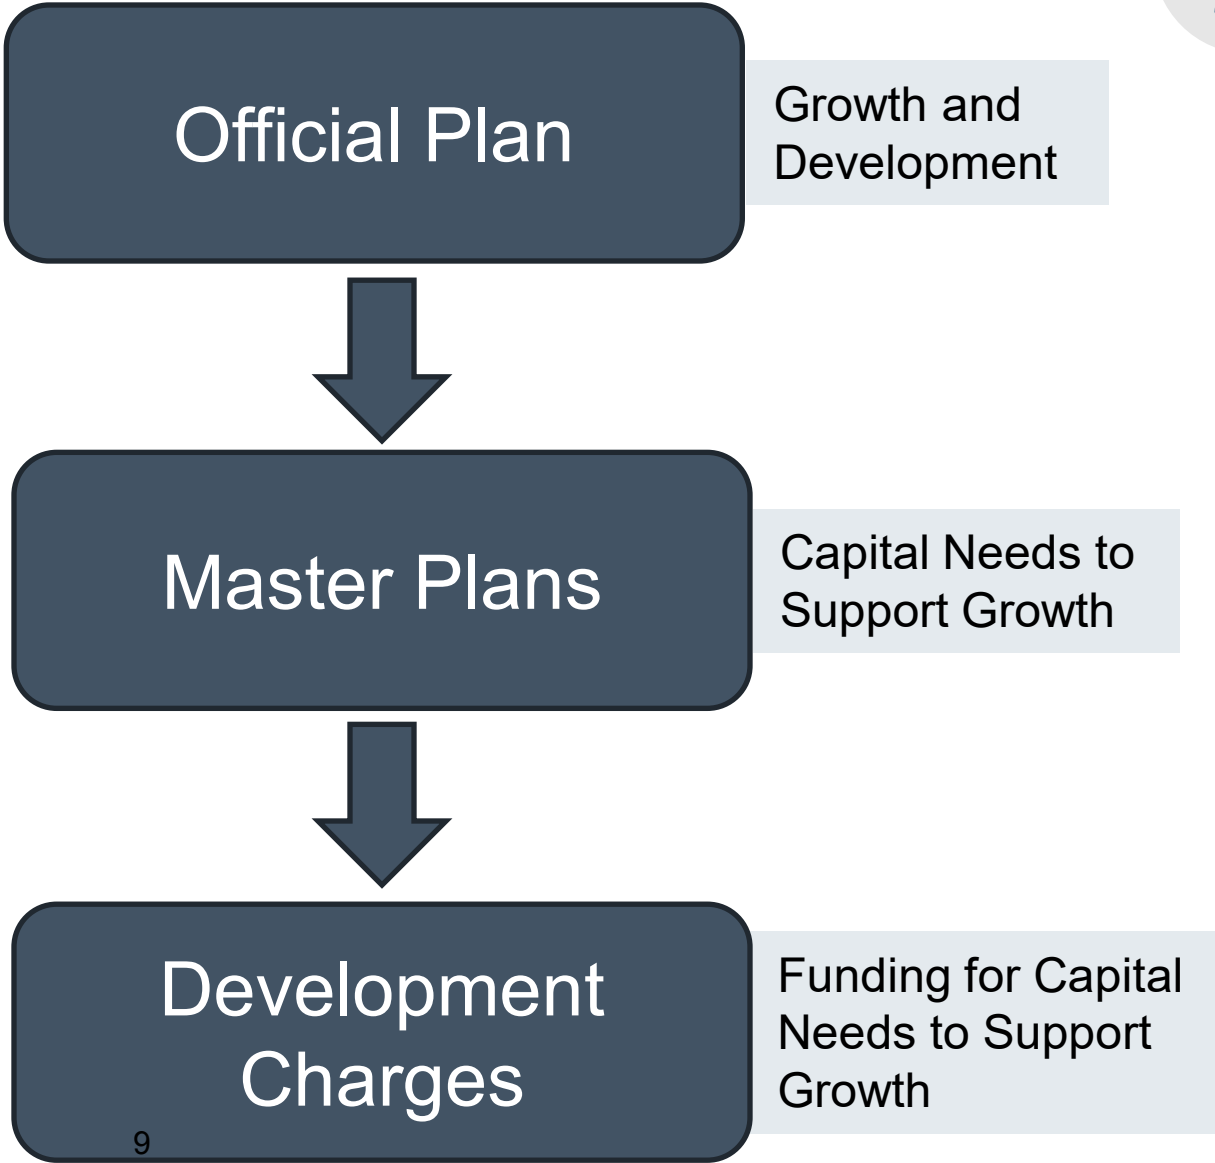 Official Plan
Growth and
Development
Master Plans
Capital Needs to
Support Growth
Development
Charges
Funding for Capital
Needs to Support
Growth
9